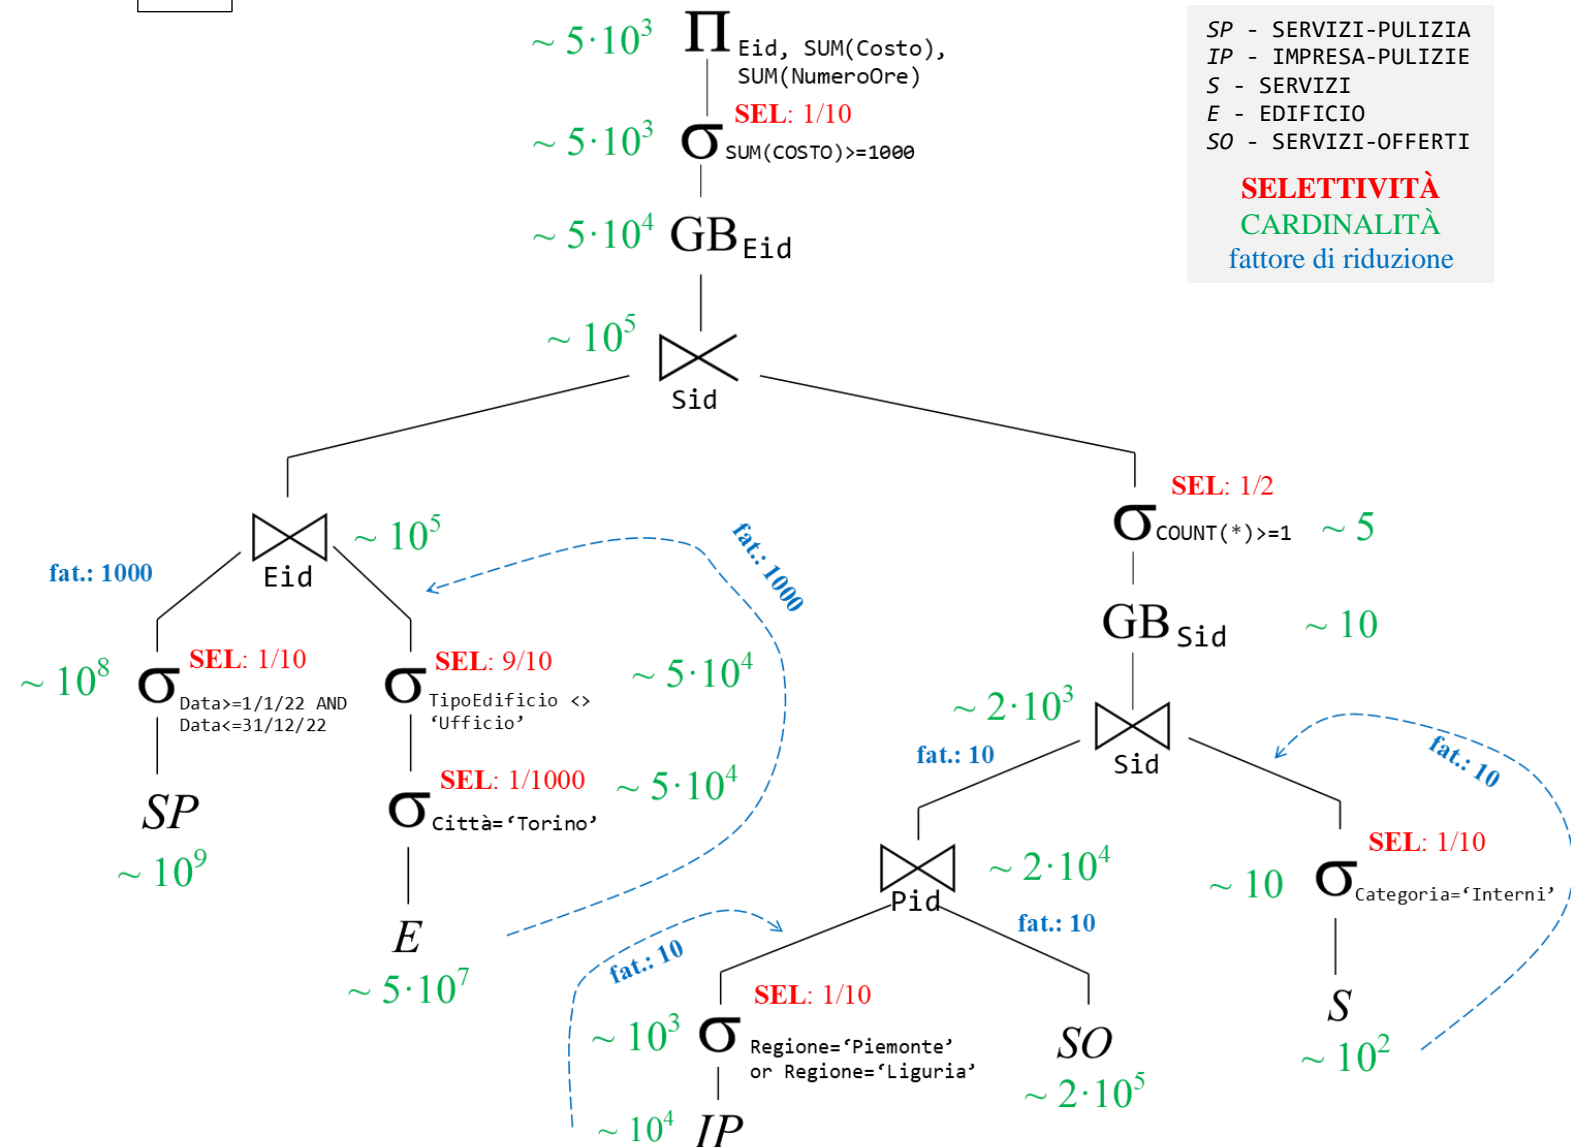 ~ 5·10³ Π Eid, SUM(Costo),
SUM(NumeroOre)
SEL: 1/10
~ 5·10³ σ SUM(COSTO)>=1000
~ 5·10⁴ GB Eid
~ 10⁵
Sid
SP - SERVIZI-PULIZIA
IP - IMPRESA-PULIZIE
S - SERVIZI
E - EDIFICIO
SO - SERVIZI-OFFERTI
SELETTIVITÀ
CARDINALITÀ
fattore di riduzione
~ 10⁵
Eid
fat.: 1000
fat.: 1000
SEL: 1/10
~ 10⁸ σ Data>=1/1/22 AND
Data<=31/12/22
SP
~ 10⁹
SEL: 9/10
σ TipoEdificio <> ~ 5·10⁴
‘Ufficio’
SEL: 1/1000
σ Città=‘Torino’ ~ 5·10⁴
E
~ 5·10⁷
SEL: 1/2
σ COUNT(*)>=1 ~ 5
GB Sid ~ 10
~ 2·10³
Sid
fat.: 10
fat.: 10
~ 2·10⁴
Pid
fat.: 10
fat.: 10
SEL: 1/10
~ 10³ σ Regione=‘Piemonte’
or Regione=‘Liguria’
~ 10⁴ IP
SO
~ 2·10⁵
SEL: 1/10
~ 10 σ Categoria=‘Interni’
S
~ 10²